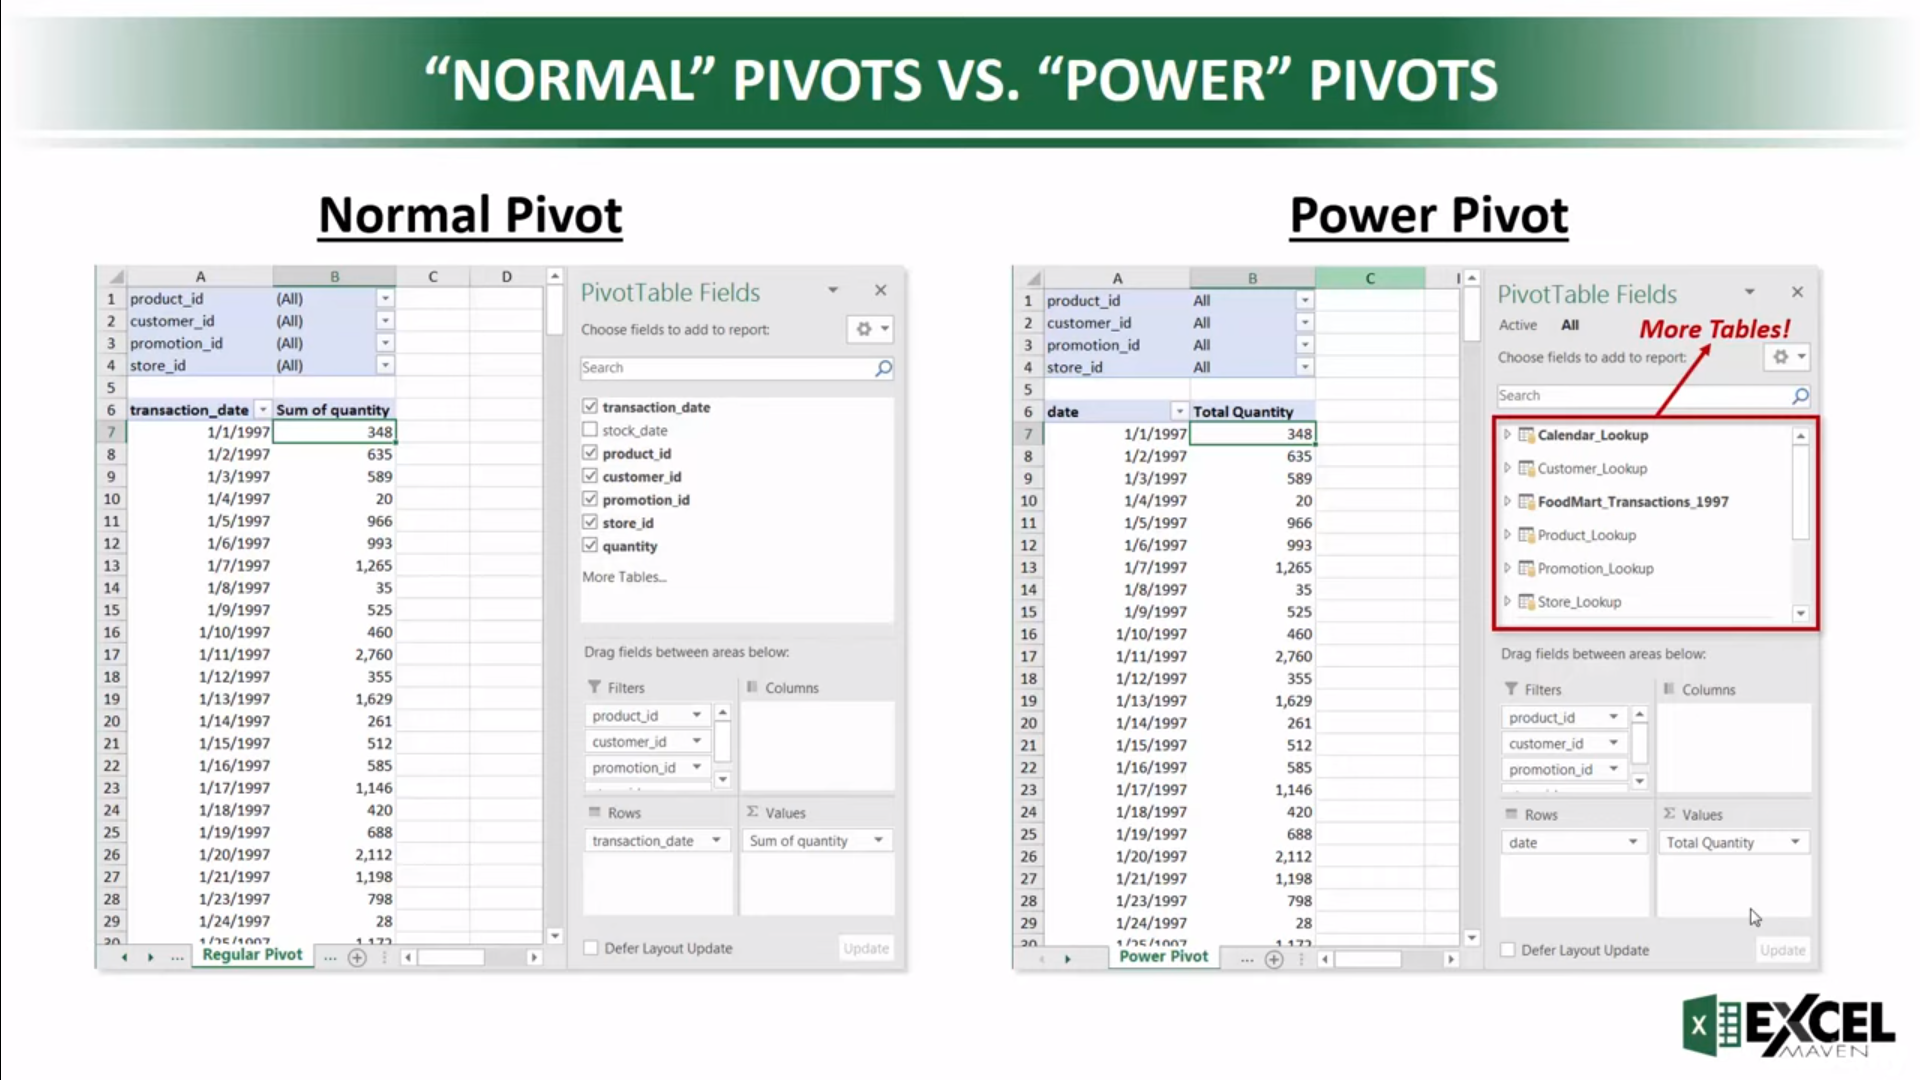 “NORMAL” PIVOTS VS. “POWER” PIVOTS
Normal Pivot
A B C D
1 product_id (All)
2 customer_id (All)
3 promotion_id (All)
4 store_id (All)
5
6 transaction_date Sum of quantity
7 1/1/1997 348
8 1/2/1997 635
9 1/3/1997 589
10 1/4/1997 20
11 1/5/1997 966
12 1/6/1997 993
13 1/7/1997 1,265
14 1/8/1997 35
15 1/9/1997 525
16 1/10/1997 460
17 1/11/1997 2,760
18 1/12/1997 355
19 1/13/1997 1,629
20 1/14/1997 261
21 1/15/1997 512
22 1/16/1997 585
23 1/17/1997 1,146
24 1/18/1997 420
25 1/19/1997 688
26 1/20/1997 2,112
27 1/21/1997 1,198
28 1/23/1997 798
29 1/24/1997 28
30 1/25/1997 1,172
... Regular Pivot ...
PivotTable Fields
Choose fields to add to report:
Search
transaction_date
stock_date
product_id
customer_id
promotion_id
store_id
quantity
More Tables...
Drag fields between areas below:
Filters Columns
product_id
customer_id
promotion_id
Rows Σ Values
transaction_date Sum of quantity
Defer Layout Update Update
Power Pivot
A B C
1 product_id All
2 customer_id All
3 promotion_id All
4 store_id All
5
6 date Total Quantity
7 1/1/1997 348
8 1/2/1997 635
9 1/3/1997 589
10 1/4/1997 20
11 1/5/1997 966
12 1/6/1997 993
13 1/7/1997 1,265
14 1/8/1997 35
15 1/9/1997 525
16 1/10/1997 460
17 1/11/1997 2,760
18 1/12/1997 355
19 1/13/1997 1,629
20 1/14/1997 261
21 1/15/1997 512
22 1/16/1997 585
23 1/17/1997 1,146
24 1/18/1997 420
25 1/19/1997 688
26 1/20/1997 2,112
27 1/21/1997 1,198
28 1/23/1997 798
29 1/24/1997 28
30 1/25/1997 1,172
Power Pivot ...
PivotTable Fields
Active All
More Tables!
Choose fields to add to report:
Search
Calendar_Lookup
Customer_Lookup
FoodMart_Transactions_1997
Product_Lookup
Promotion_Lookup
Store_Lookup
Drag fields between areas below:
Filters Columns
product_id
customer_id
promotion_id
Rows Σ Values
date Total Quantity
Defer Layout Update Update
X EXCEL
MAVEN